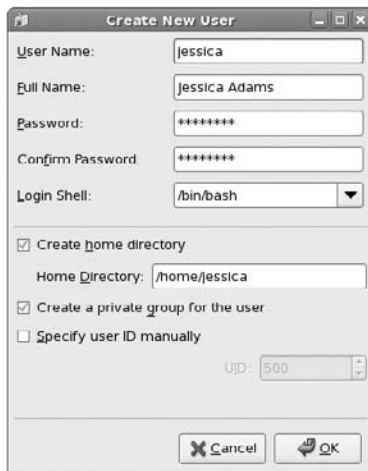 Create New User
User Name: jessica
Full Name: Jessica Adams
Password: ********
Confirm Password: ********
Login Shell: /bin/bash
Create home directory
Home Directory: /home/jessica
Create a private group for the user
Specify user ID manually
UID: 500
Cancel OK